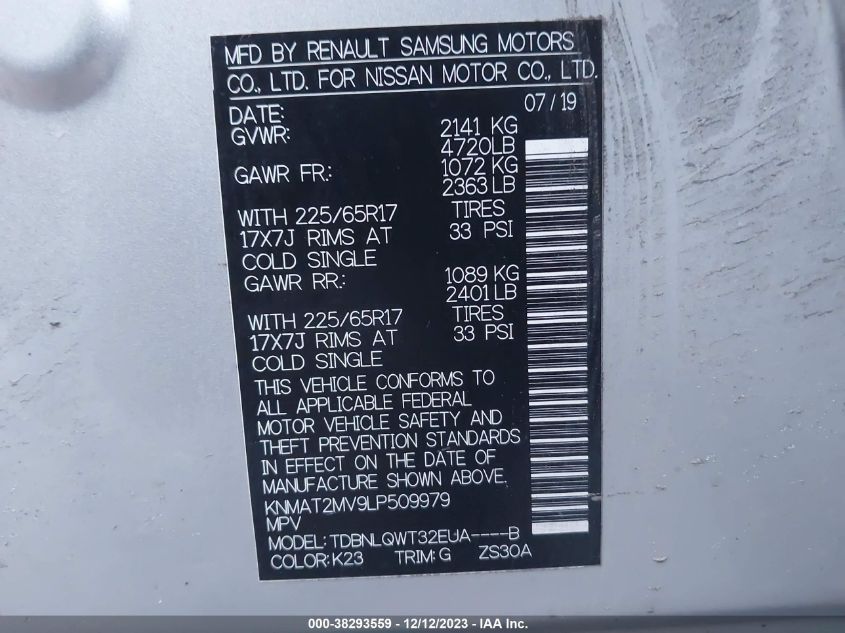 MFD BY RENAULT SAMSUNG MOTORS
CO., LTD. FOR NISSAN MOTOR CO., LTD.
DATE: 07 / 19
GVWR: 2141 KG
4720LB
GAWR FR.: 1072 KG
2363 LB
WITH 225/65R17 TIRES
17X7J RIMS AT 33 PSI
COLD SINGLE
GAWR RR.: 1089 KG
2401 LB
WITH 225/65R17 TIRES
17X7J RIMS AT 33 PSI
COLD SINGLE
THIS VEHICLE CONFORMS TO
ALL APPLICABLE FEDERAL
MOTOR VEHICLE SAFETY AND
THEFT PREVENTION STANDARDS
IN EFFECT ON THE DATE OF
MANUFACTURE SHOWN ABOVE.
KNMAT2MV9LP509979
MPV
MODEL: TDBNLQWT32EUA----B
COLOR: K23 TRIM: G ZS30A
000-38293559 - 12/12/2023 - IAA Inc.